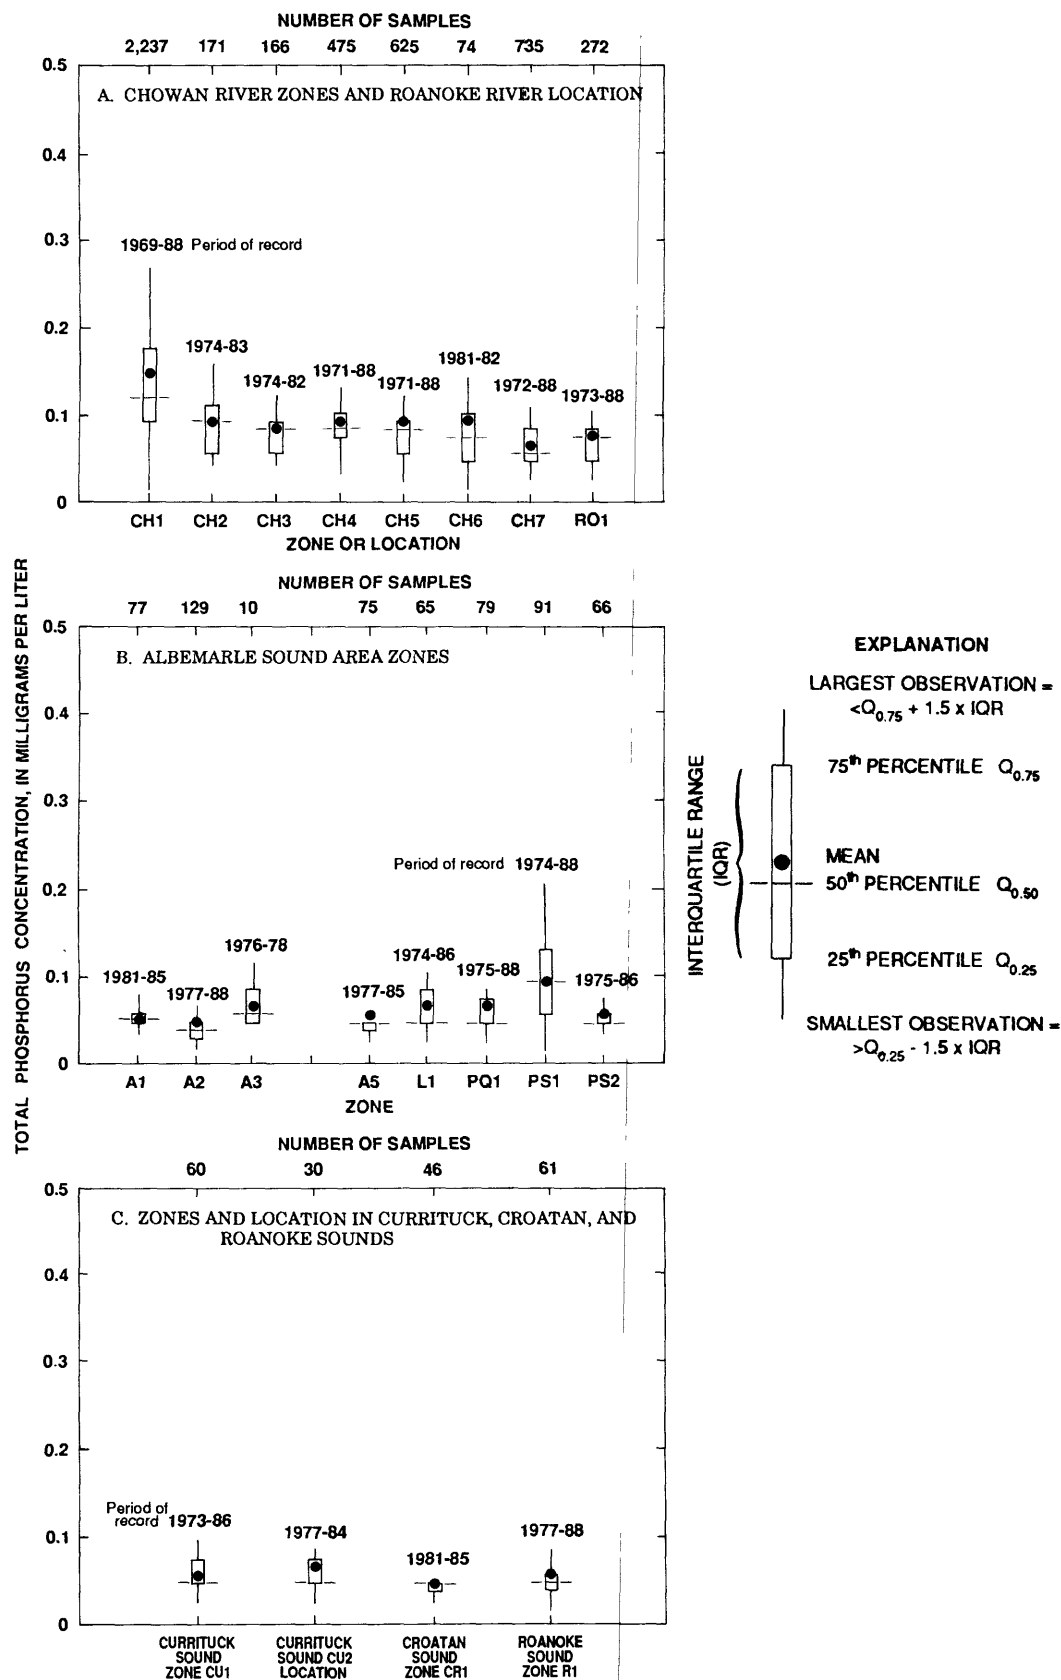 NUMBER OF SAMPLES
2,237 171 166 475 625 74 735 272
0.5
A. CHOWAN RIVER ZONES AND ROANOKE RIVER LOCATION
0.4
0.3
1969-88 Period of record
0.2
1974-83
1974-82
1971-88
1971-88
1981-82
1972-88
1973-88
0.1
0
CH1 CH2 CH3 CH4 CH5 CH6 CH7 RO1
ZONE OR LOCATION
TOTAL PHOSPHORUS CONCENTRATION, IN MILLIGRAMS PER LITER
NUMBER OF SAMPLES
77 129 10 75 65 79 91 66
0.5
B. ALBEMARLE SOUND AREA ZONES
0.4
0.3
Period of record 1974-88
0.2
1981-85
1977-88
1976-78
1977-85
1974-86
1975-88
1975-86
0.1
0
A1 A2 A3 A5 L1 PQ1 PS1 PS2
ZONE
NUMBER OF SAMPLES
60 30 46 61
0.5
C. ZONES AND LOCATION IN CURRITUCK, CROATAN, AND
ROANOKE SOUNDS
0.4
0.3
0.2
Period of
record 1973-86
1977-84
1981-85
1977-88
0.1
0
CURRITUCK
SOUND
ZONE CU1
CURRITUCK
SOUND CU2
LOCATION
CROATAN
SOUND
ZONE CR1
ROANOKE
SOUND
ZONE R1
EXPLANATION
LARGEST OBSERVATION =
<Q0.75 + 1.5 x IQR
75th PERCENTILE Q0.75
MEAN
50th PERCENTILE Q0.50
25th PERCENTILE Q0.25
SMALLEST OBSERVATION =
>Q0.25 - 1.5 x IQR
INTERQUARTILE RANGE
(IQR)